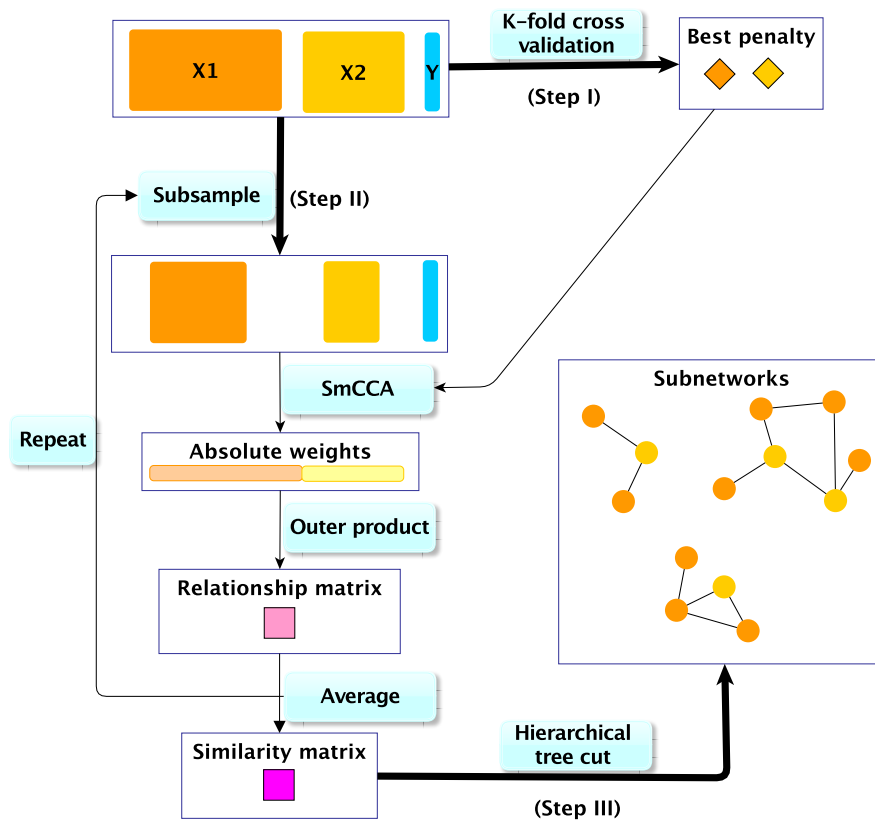 X1
X2
Y
K-fold cross
validation
(Step I)
Best penalty
Subsample
(Step II)
SmCCA
Subnetworks
Repeat
Absolute weights
Outer product
Relationship matrix
Average
Similarity matrix
Hierarchical
tree cut
(Step III)